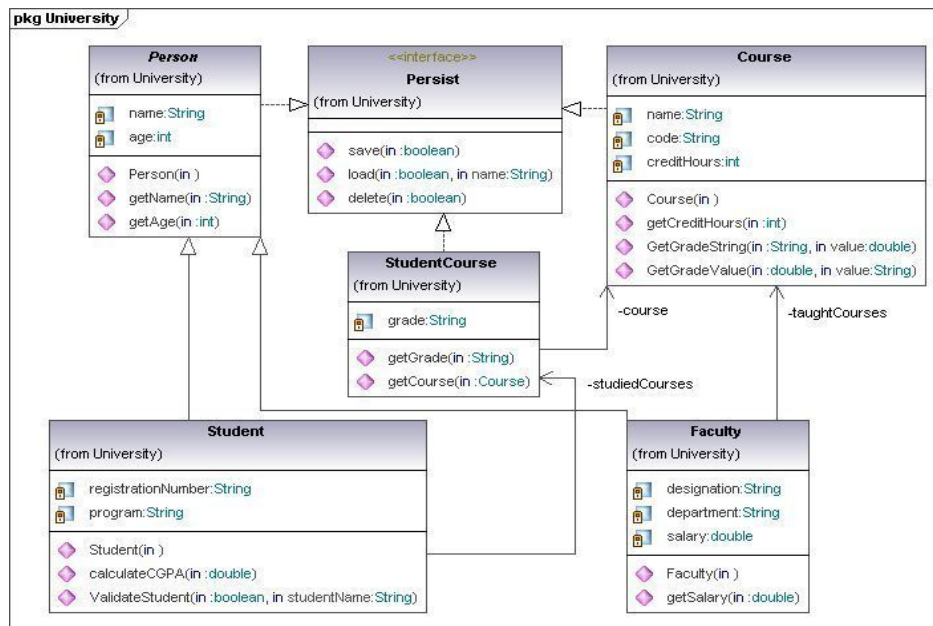 pkg University
Person
(from University)
name:String
age:int
Person(in )
getName(in :String)
getAge(in :int)
<<interface>>
Persist
(from University)
save(in :boolean)
load(in :boolean, in name:String)
delete(in :boolean)
Course
(from University)
name:String
code:String
creditHours:int
Course(in )
getCreditHours(in :int)
GetGradeString(in :String, in value:double)
GetGradeValue(in :double, in value:String)
StudentCourse
(from University)
grade:String
getGrade(in :String)
getCourse(in :Course)
-course
-taughtCourses
-studiedCourses
Student
(from University)
registrationNumber:String
program:String
Student(in )
calculateCGPA(in :double)
ValidateStudent(in :boolean, in studentName:String)
Faculty
(from University)
designation:String
department:String
salary:double
Faculty(in )
getSalary(in :double)